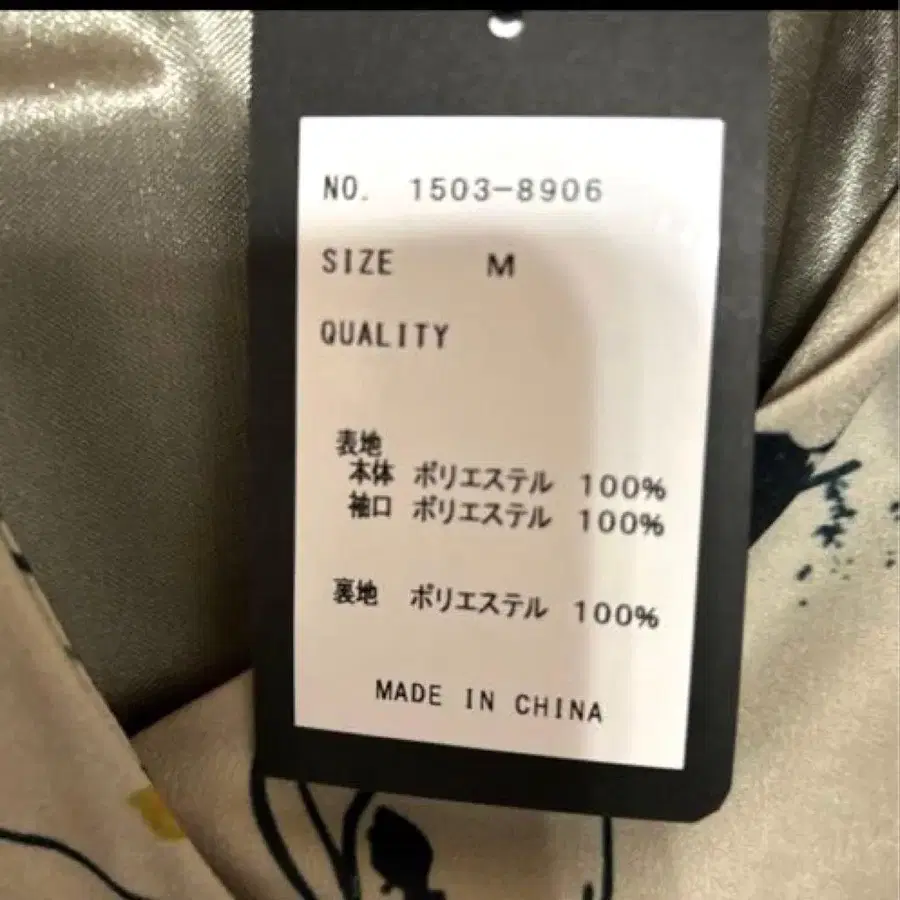 NO. 1503-8906
SIZE M
QUALITY
表地
本体 ポリエステル 100%
袖口 ポリエステル 100%
裏地 ポリエステル 100%
MADE IN CHINA